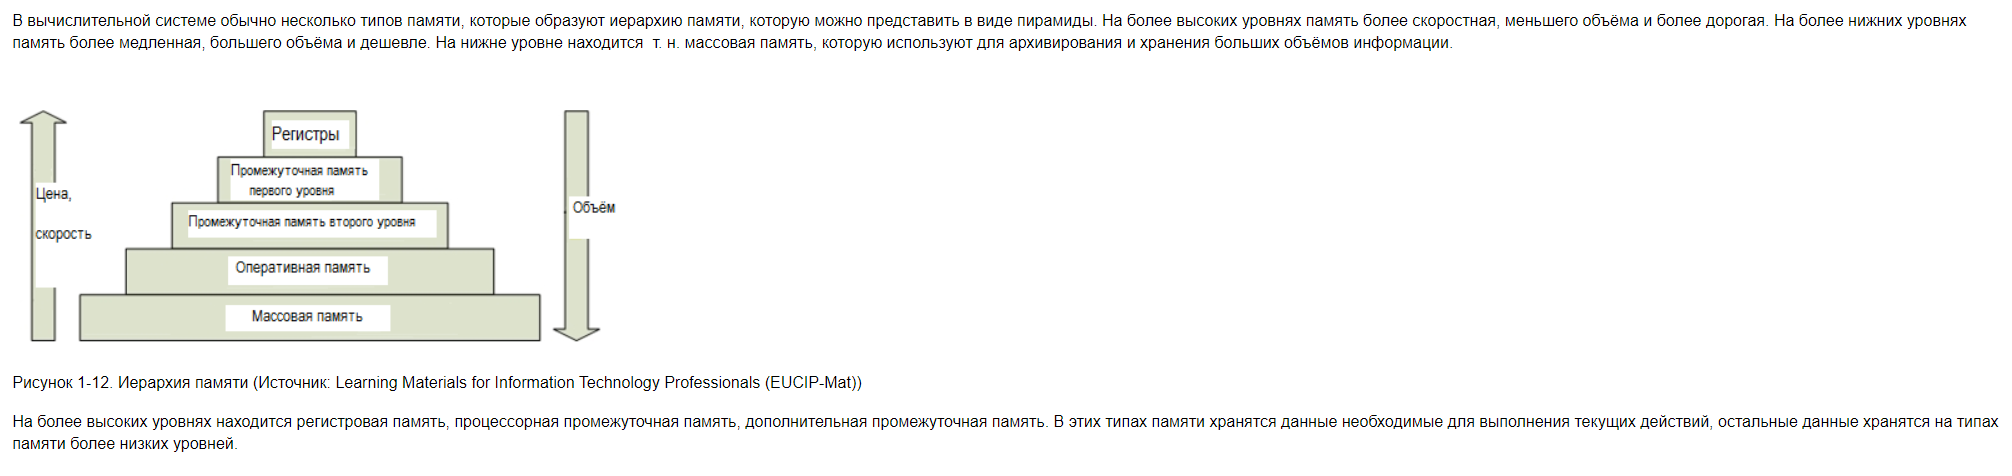 В вычислительной системе обычно несколько типов памяти, которые образуют иерархию памяти, которую можно представить в виде пирамиды. На более высоких уровнях память более скоростная, меньшего объёма и более дорогая. На более нижних уровнях
память более медленная, большего объёма и дешевле. На нижне уровне находится т. н. массовая память, которую используют для архивирования и хранения больших объёмов информации.
Регистры
Промежуточная память
первого уровня
Цена,
Объём
Промежуточная память второго уровня
скорость
Оперативная память
Массовая память
Рисунок 1-12. Иерархия памяти (Источник: Learning Materials for Information Technology Professionals (EUCIP-Mat))
На более высоких уровнях находится регистровая память, процессорная промежуточная память, дополнительная промежуточная память. В этих типах памяти хранятся данные необходимые для выполнения текущих действий, остальные данные хранятся на типах
памяти более низких уровней.